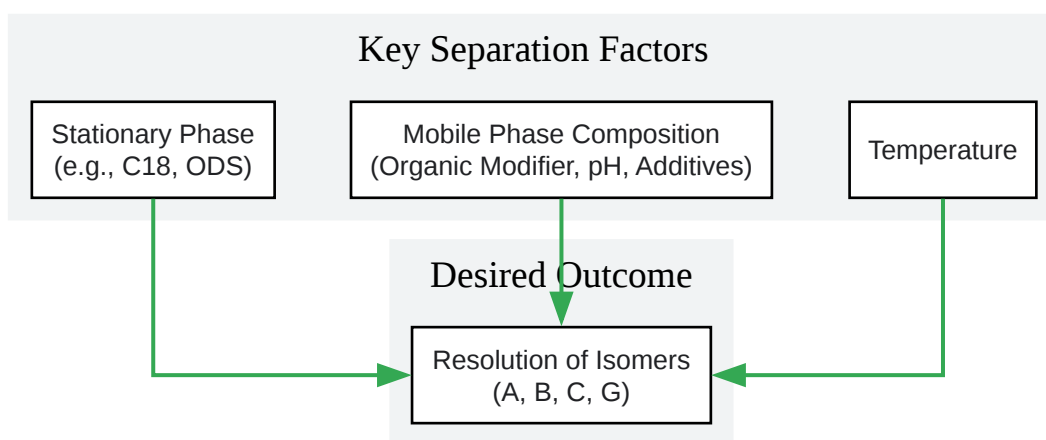 Key Separation Factors
Stationary Phase
(e.g., C18, ODS)
Mobile Phase Composition
(Organic Modifier, pH, Additives)
Temperature
Desired Outcome
Resolution of Isomers
(A, B, C, G)